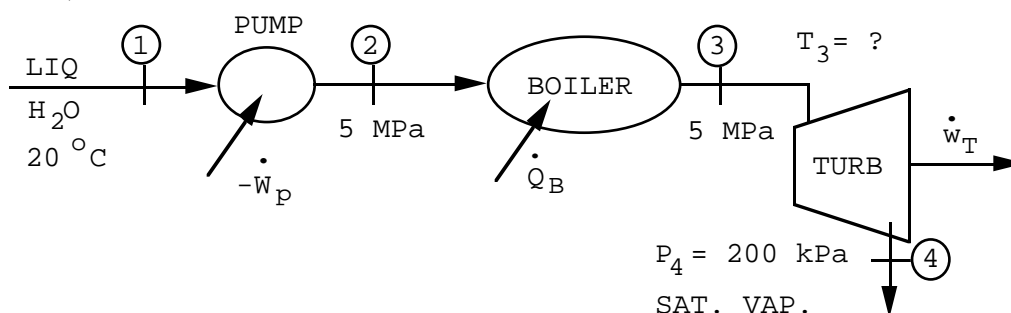 PUMP
1
2
3
T3 = ?
LIQ
H2O
20 °C
-Ẇp
5 MPa
BOILER
Q̇B
5 MPa
TURB
ẇT
P4 = 200 kPa
4
SAT. VAP.